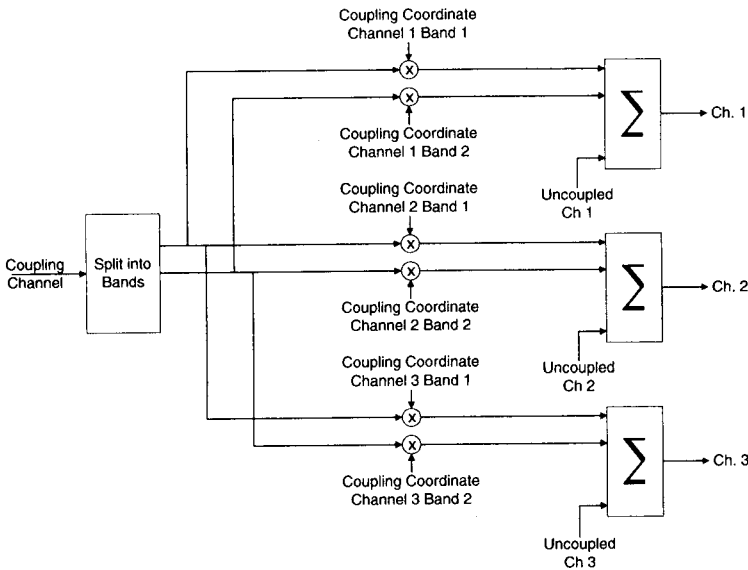 Coupling Coordinate
Channel 1 Band 1
X
X
Σ
Ch. 1
Coupling Coordinate
Channel 1 Band 2
Uncoupled
Ch 1
Coupling Coordinate
Channel 2 Band 1
Coupling
Channel
Split into
Bands
X
X
Σ
Ch. 2
Coupling Coordinate
Channel 2 Band 2
Uncoupled
Ch 2
Coupling Coordinate
Channel 3 Band 1
X
X
Σ
Ch. 3
Coupling Coordinate
Channel 3 Band 2
Uncoupled
Ch 3